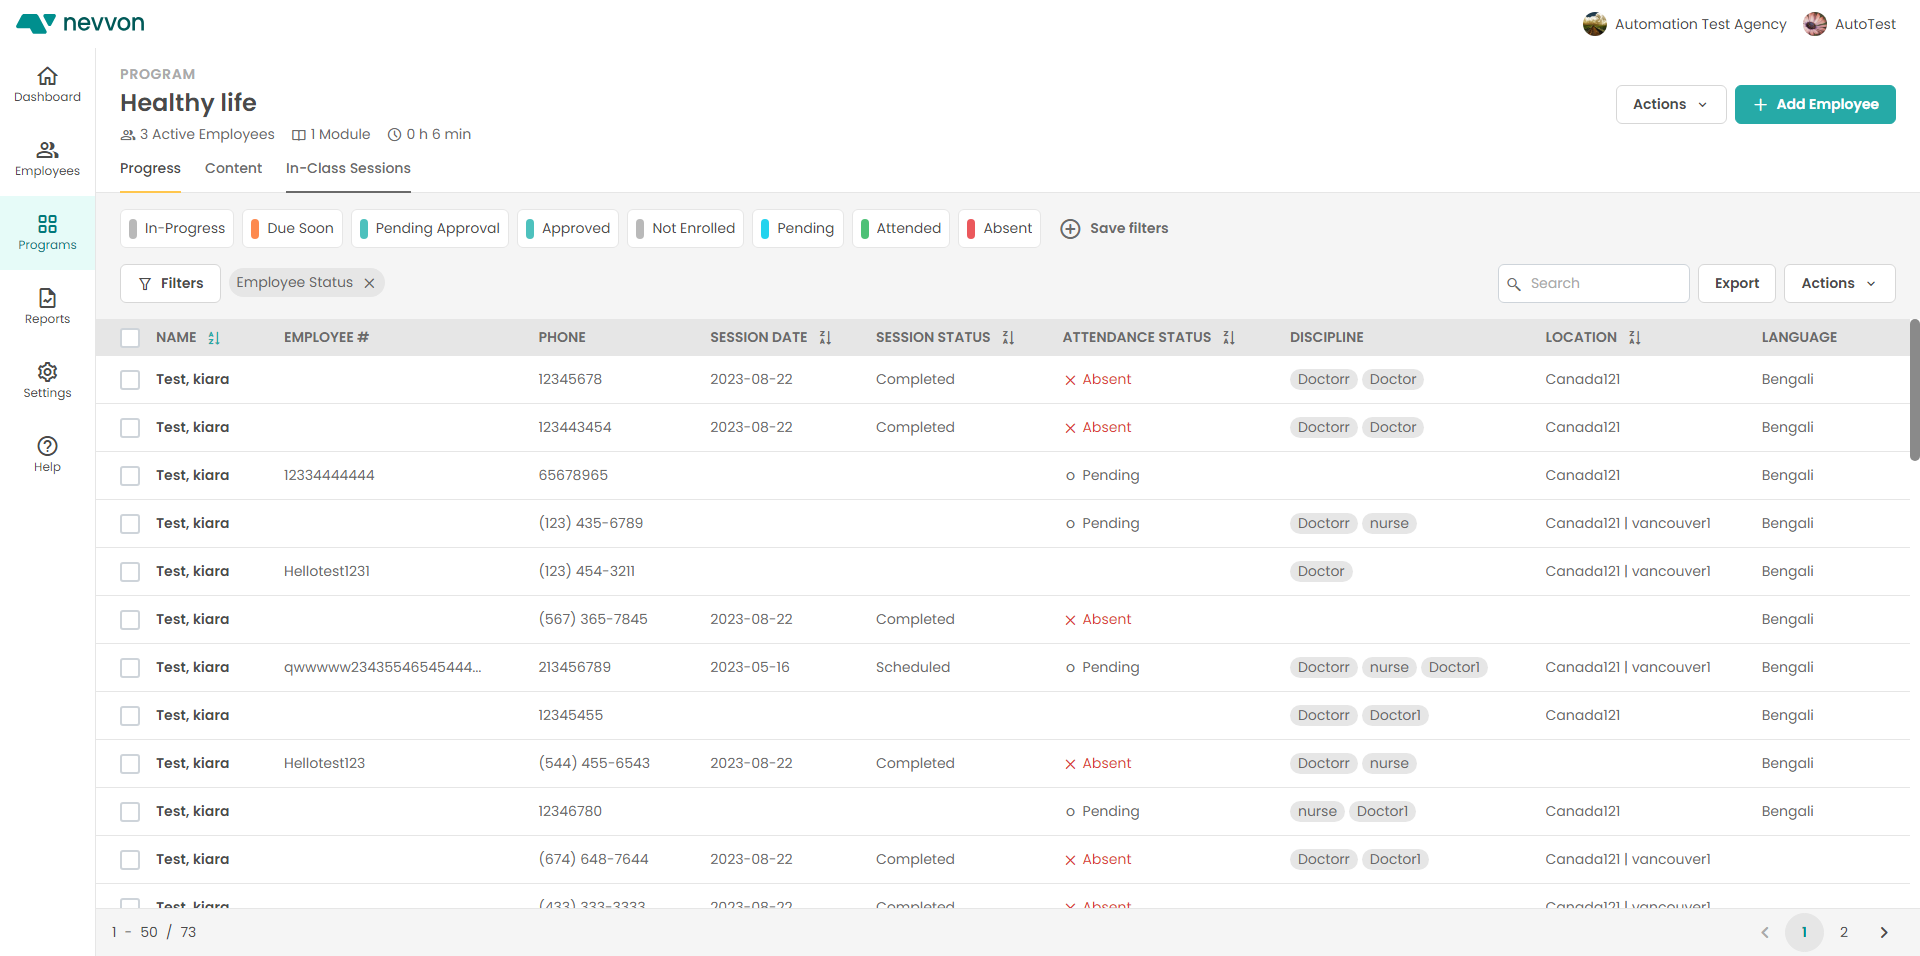 nevvon
Automation Test Agency AutoTest
Dashboard
Employees
Programs
Reports
Settings
Help
PROGRAM
Healthy life
3 Active Employees 1 Module 0 h 6 min
Actions + Add Employee
Progress Content In-Class Sessions
In-Progress Due Soon Pending Approval Approved Not Enrolled Pending Attended Absent Save filters
Filters Employee Status Search Export Actions
NAME EMPLOYEE # PHONE SESSION DATE SESSION STATUS ATTENDANCE STATUS DISCIPLINE LOCATION LANGUAGE
Test, kiara 12345678 2023-08-22 Completed Absent Doctorr Doctor Canada121 Bengali
Test, kiara 123443454 2023-08-22 Completed Absent Doctorr Doctor Canada121 Bengali
Test, kiara 12334444444 65678965 Pending Canada121 Bengali
Test, kiara (123) 435-6789 Pending Doctorr nurse Canada121 | vancouver1 Bengali
Test, kiara Hellotest1231 (123) 454-3211 Doctor Canada121 | vancouver1 Bengali
Test, kiara (567) 365-7845 2023-08-22 Completed Absent Bengali
Test, kiara qwwwww23435546545444... 213456789 2023-05-16 Scheduled Pending Doctorr nurse Doctor1 Canada121 | vancouver1 Bengali
Test, kiara 12345455 Doctorr Doctor1 Canada121 Bengali
Test, kiara Hellotest123 (544) 455-6543 2023-08-22 Completed Absent Doctorr nurse Bengali
Test, kiara 12346780 Pending nurse Doctor1 Canada121 Bengali
Test, kiara (674) 648-7644 2023-08-22 Completed Absent Doctorr Doctor1 Canada121 | vancouver1
Test, kiara (433) 333-3333 2023-08-22 Completed Absent Canada121 | vancouver1
1 - 50 / 73 1 2